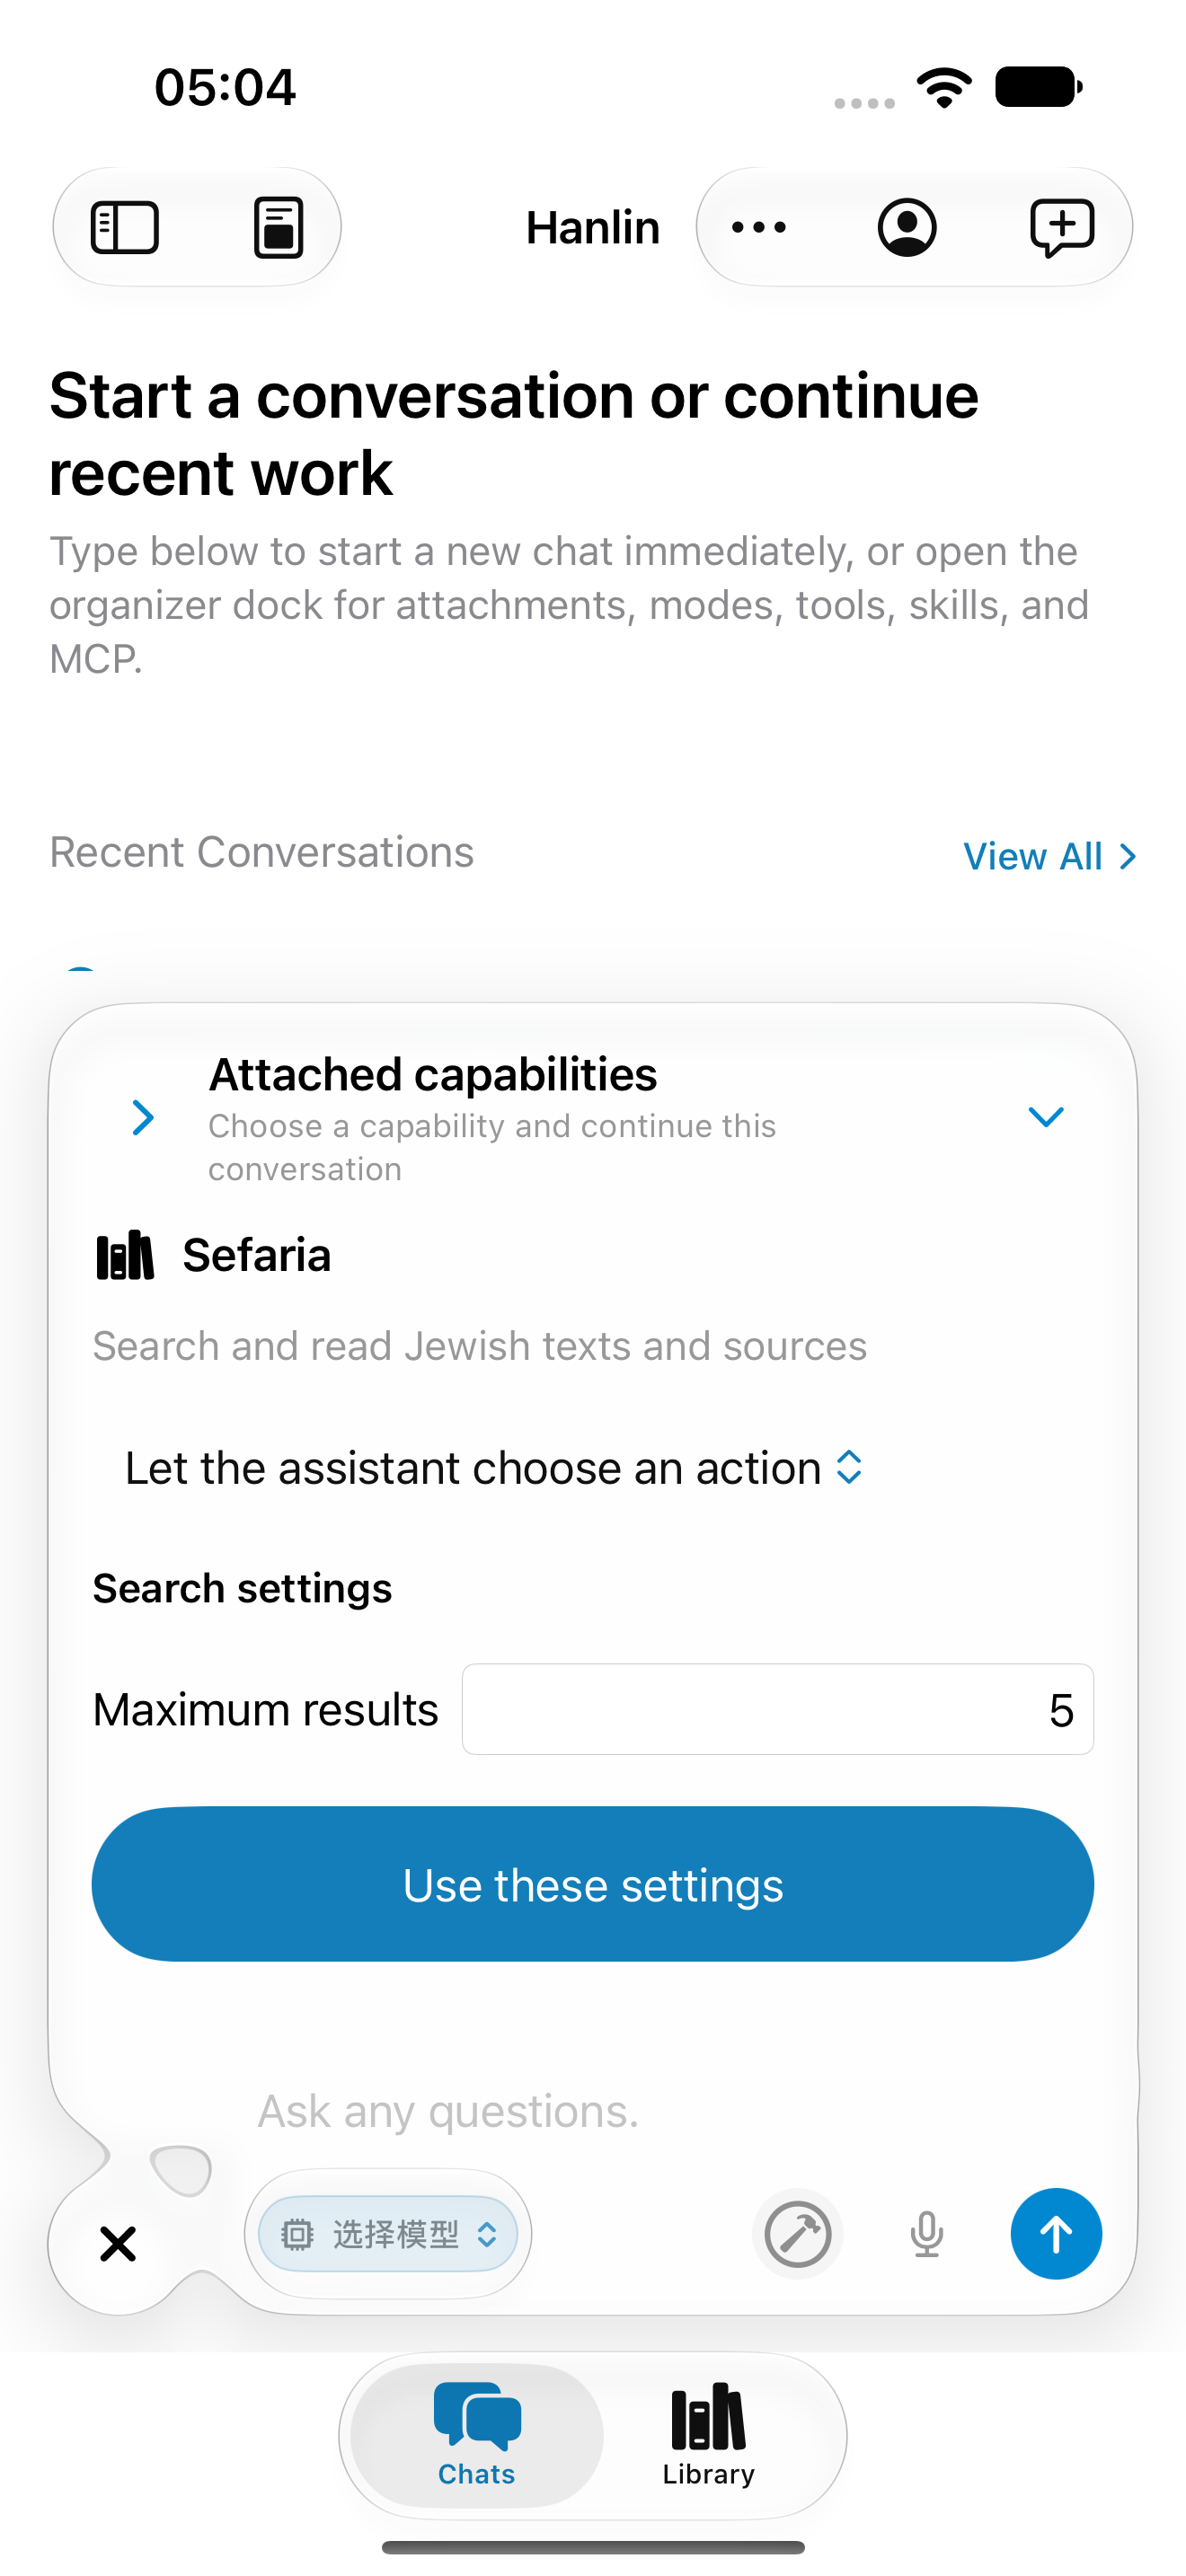 05:04
Hanlin
Start a conversation or continue
recent work
Type below to start a new chat immediately, or open the
organizer dock for attachments, modes, tools, skills, and
MCP.
Recent Conversations
View All
Attached capabilities
Choose a capability and continue this
conversation
Sefaria
Search and read Jewish texts and sources
Let the assistant choose an action
Search settings
Maximum results
5
Use these settings
Ask any questions.
选择模型
Chats
Library